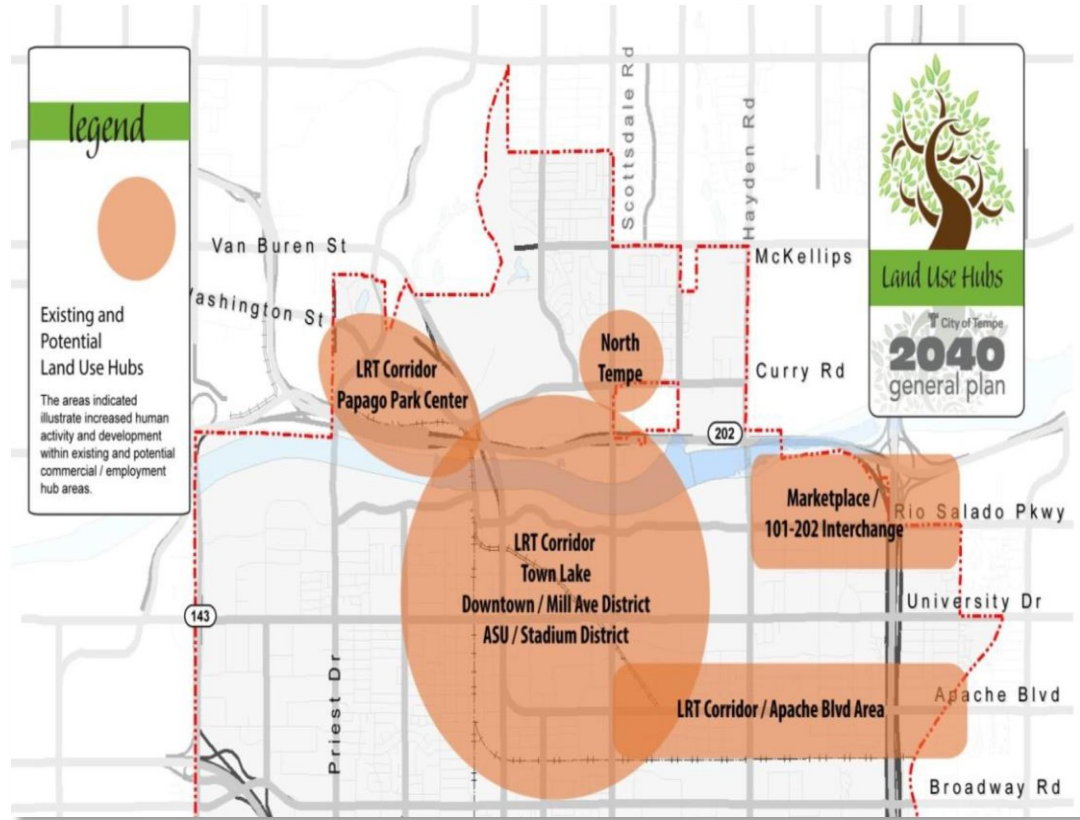 legend
Existing and
Potential
Land Use Hubs
The areas indicated
illustrate increased human
activity and development
within existing and potential
commercial / employment
hub areas.
Land Use Hubs
City of Tempe
2040
general plan
Scottsdale Rd
Hayden Rd
Van Buren St
McKellips
ashington St
North
Tempe
Curry Rd
LRT Corridor
Papago Park Center
202
Marketplace /
101-202 Interchange
Rio Salado Pkwy
LRT Corridor
Town Lake
Downtown / Mill Ave District
ASU / Stadium District
University Dr
143
Priest Dr
Apache Blvd
LRT Corridor / Apache Blvd Area
Broadway Rd